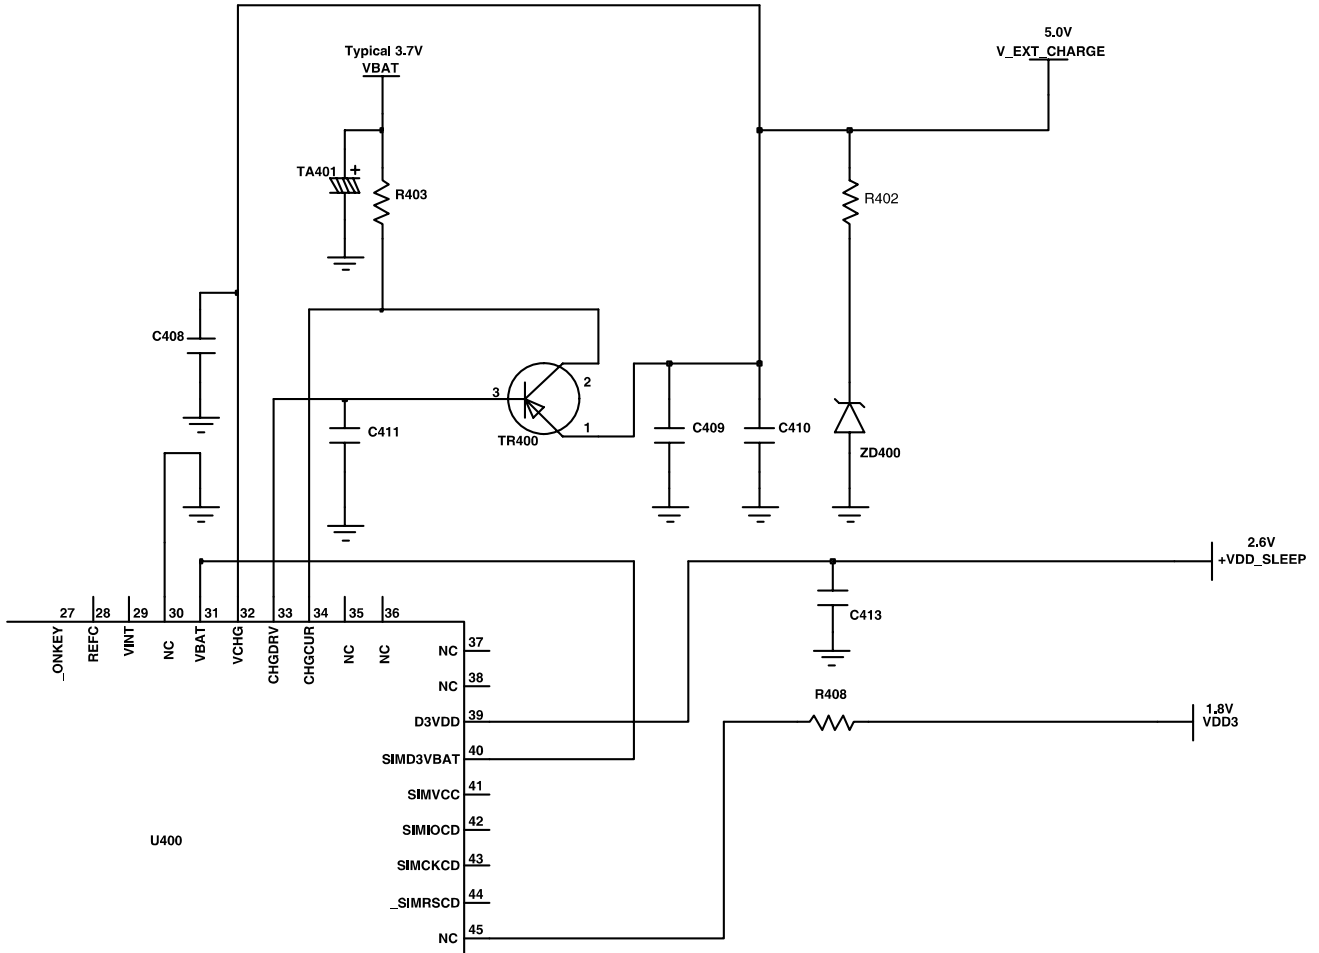 5.0V
V_EXT_CHARGE
Typical 3.7V
VBAT
TA401
+
R403
R402
C408
3
2
1
TR400
C411
C409
C410
ZD400
2.6V
+VDD_SLEEP
C413
27
28
29
30
31
32
33
34
35
36
_ONKEY
REFC
VINT
NC
VBAT
VCHG
CHGDRV
CHGCUR
NC
NC
NC 37
NC 38
D3VDD 39
SIMD3VBAT 40
SIMVCC 41
SIMIOCD 42
SIMCKCD 43
_SIMRSCD 44
NC 45
R408
1.8V
VDD3
U400